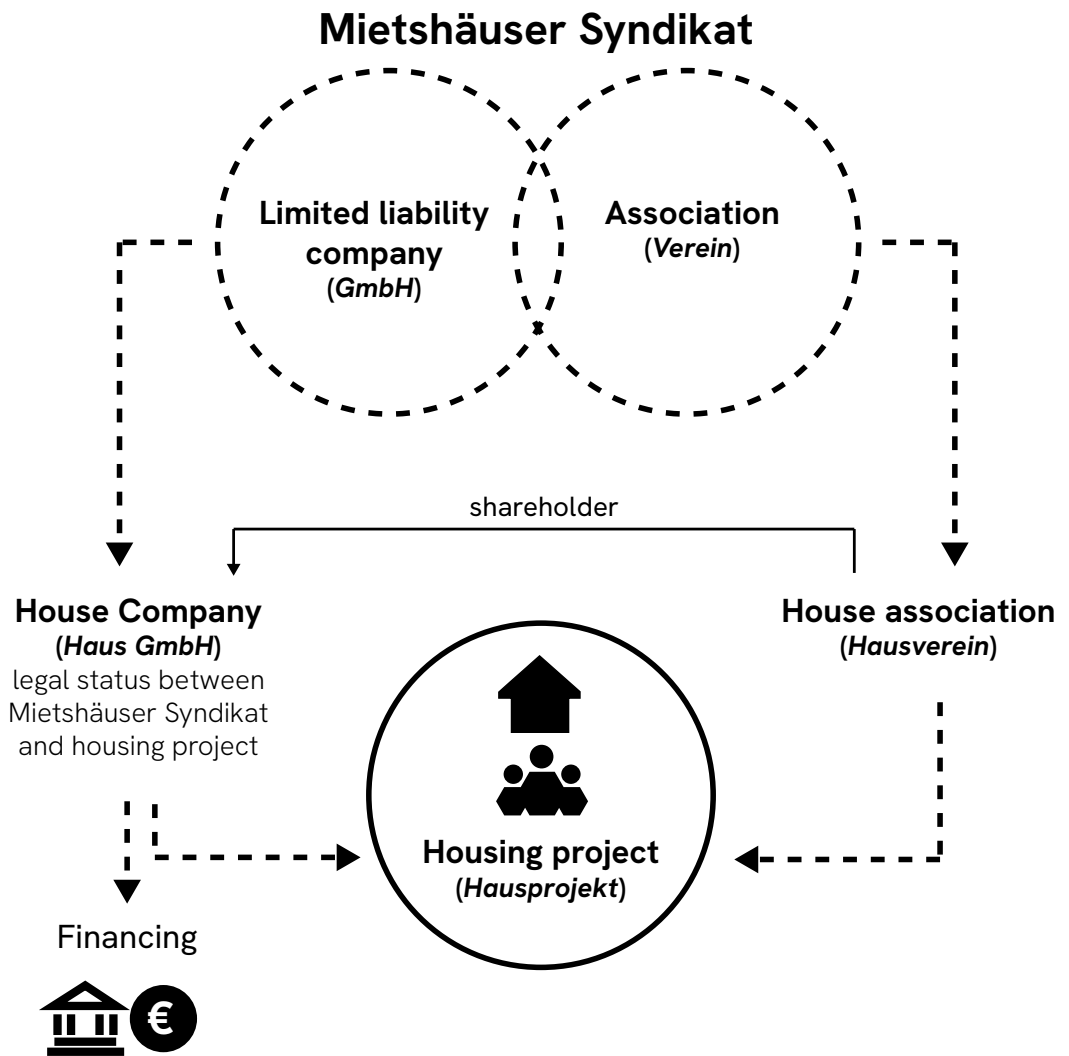 Mietshäuser Syndikat
Limited liability
company
(GmbH)
Association
(Verein)
shareholder
House Company
(Haus GmbH)
legal status between
Mietshäuser Syndikat
and housing project
House association
(Hausverein)
Housing project
(Hausprojekt)
Financing
€